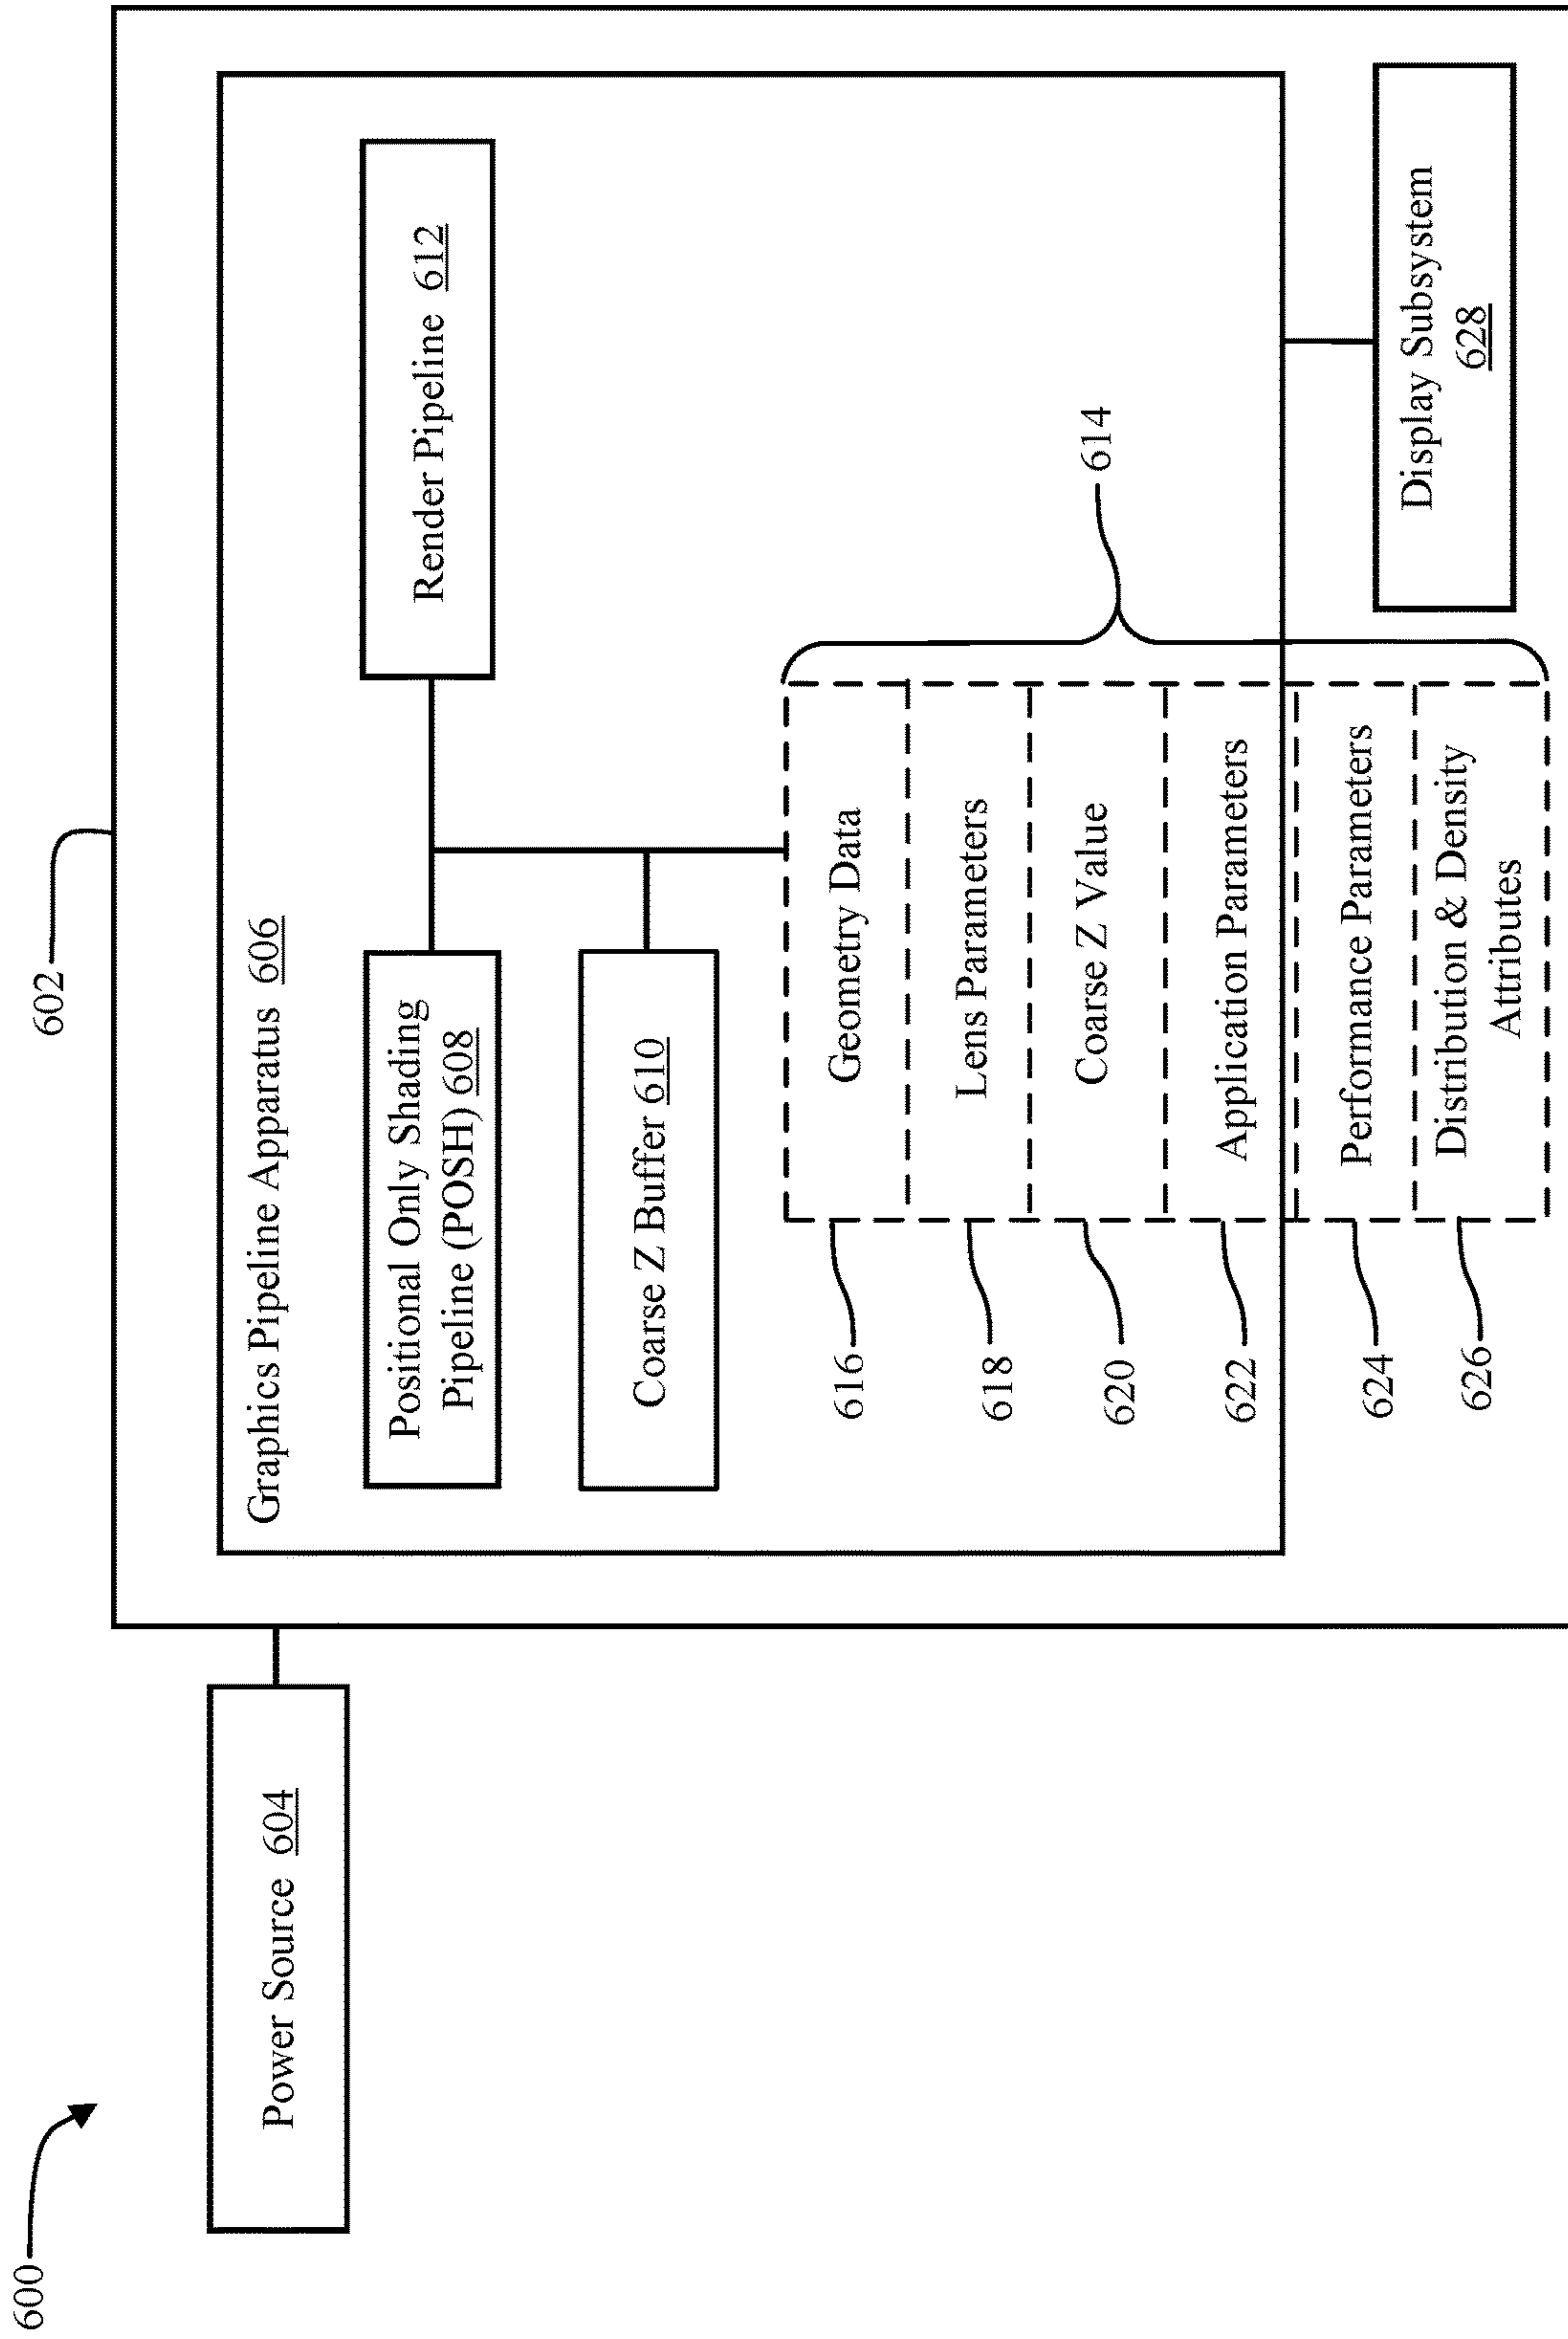 600
602
Power Source 604
Graphics Pipeline Apparatus 606
Positional Only Shading
Pipeline (POSH) 608
Render Pipeline 612
Coarse Z Buffer 610
614
616
Geometry Data
618
Lens Parameters
620
Coarse Z Value
622
Application Parameters
624
Performance Parameters
626
Distribution & Density
Attributes
Display Subsystem
628